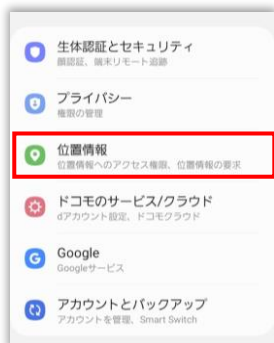 生体認証とセキュリティ
顔認証、端末リモート追跡
プライバシー
権限の管理
位置情報
位置情報へのアクセス権限、位置情報の要求
ドコモのサービス/クラウド
dアカウント設定、ドコモクラウド
Google
Googleサービス
アカウントとバックアップ
アカウントを管理、Smart Switch